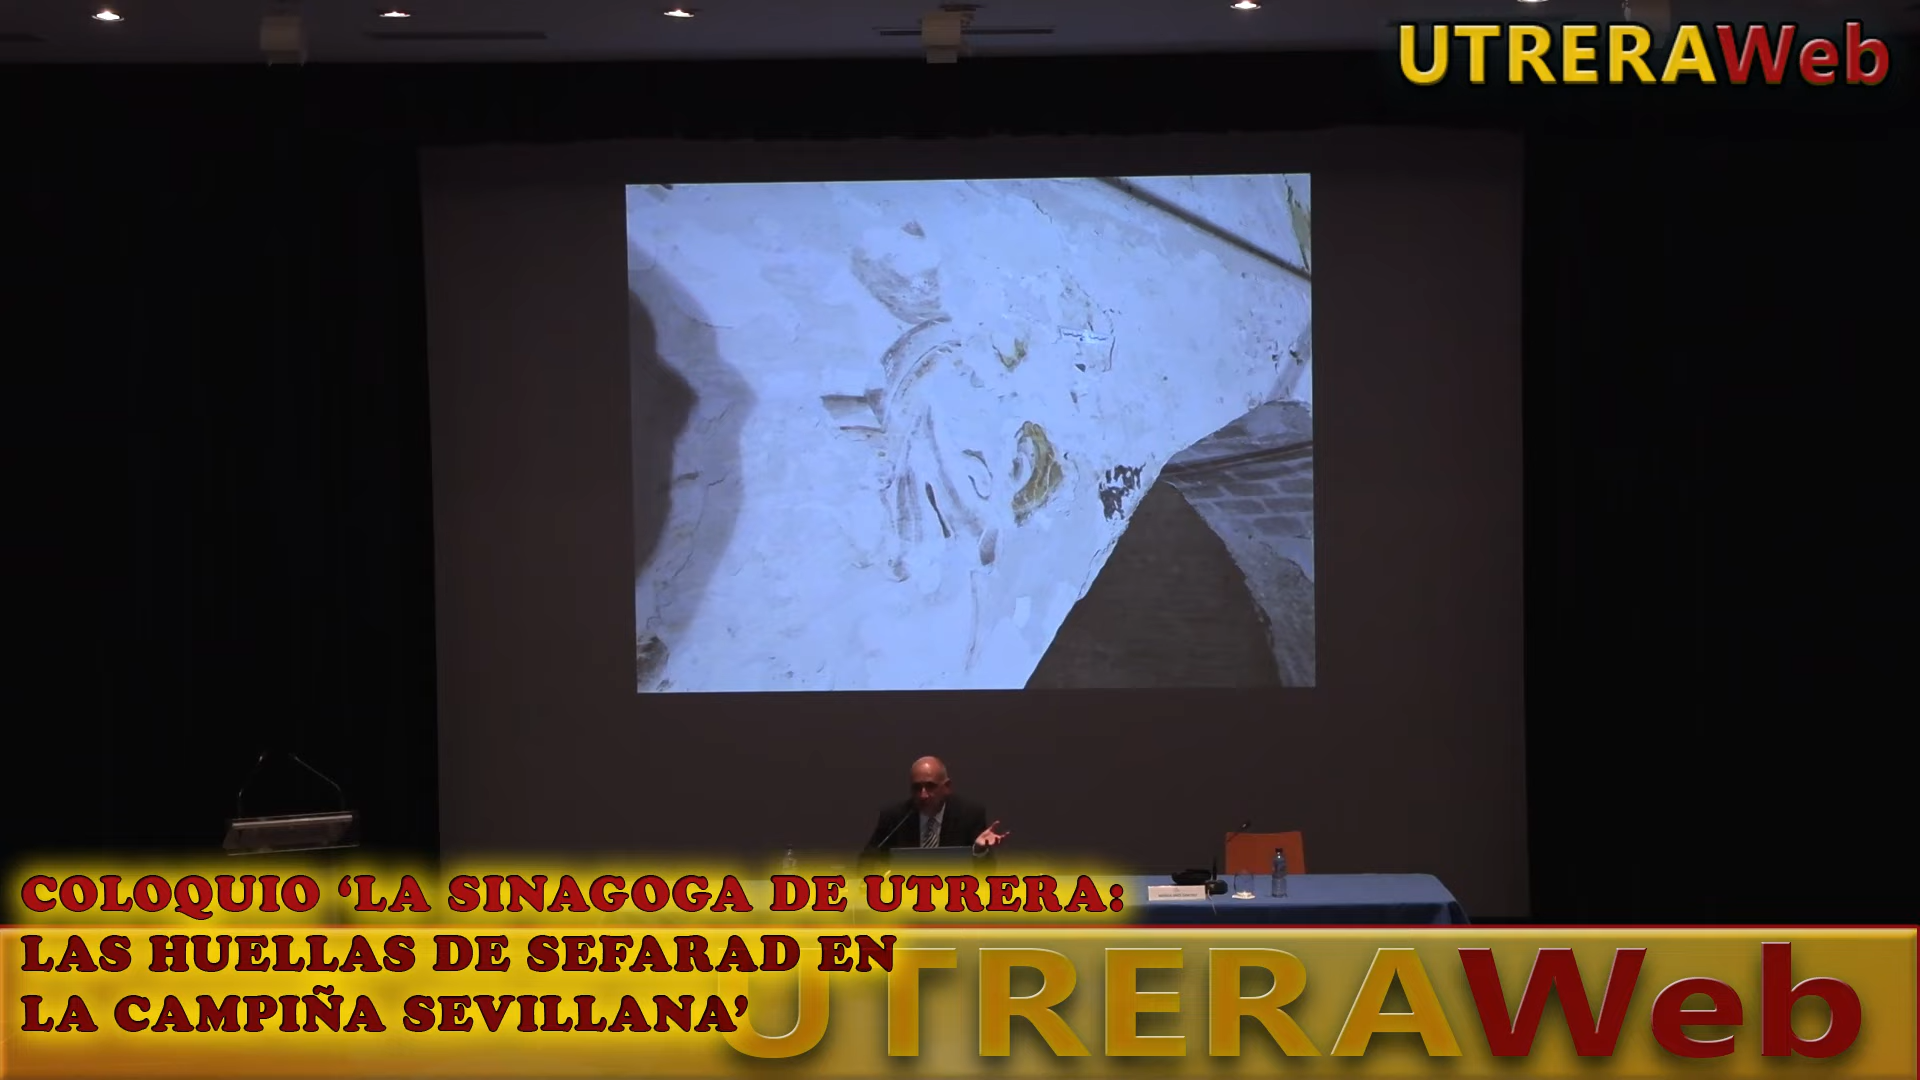 UTRERAWeb
COLOQUIO ‘LA SINAGOGA DE UTRERA:
LAS HUELLAS DE SEFARAD EN
LA CAMPIÑA SEVILLANA’
UTRERAWeb